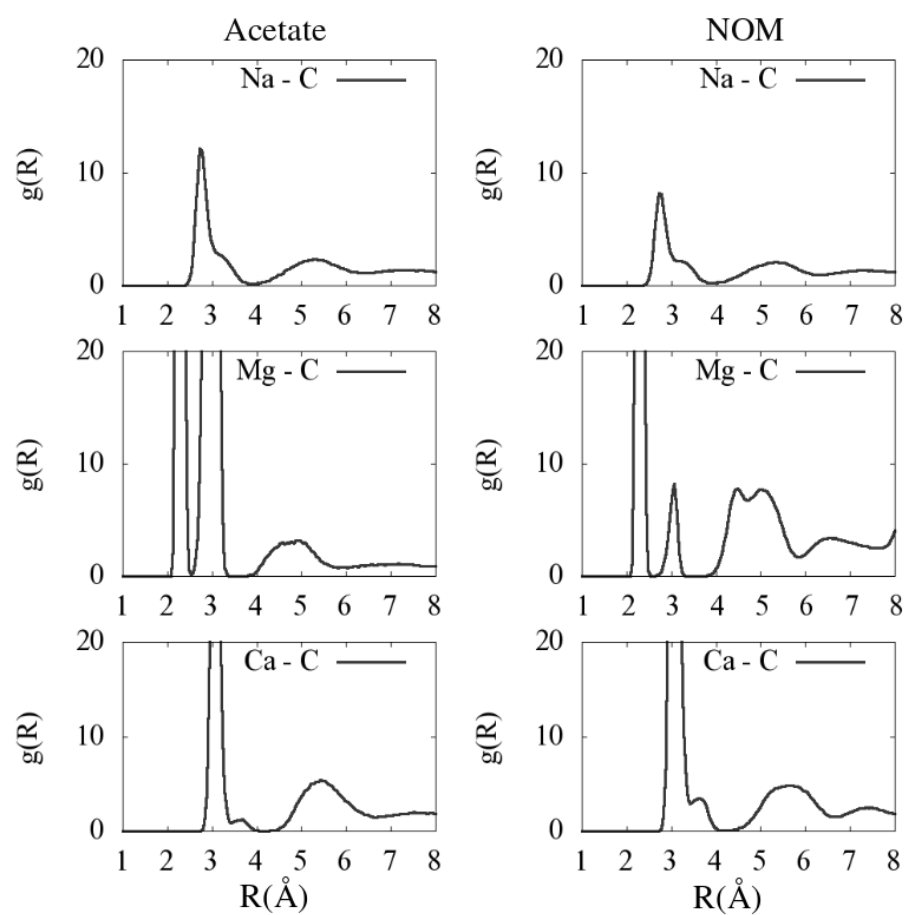 Acetate NOM
20 Na - C 20 Na - C
g(R) 10 g(R) 10
0 0
1 2 3 4 5 6 7 8 1 2 3 4 5 6 7 8
20 Mg - C 20 Mg - C
g(R) 10 g(R) 10
0 0
1 2 3 4 5 6 7 8 1 2 3 4 5 6 7 8
20 Ca - C 20 Ca - C
g(R) 10 g(R) 10
0 0
1 2 3 4 5 6 7 8 1 2 3 4 5 6 7 8
R(Å) R(Å)